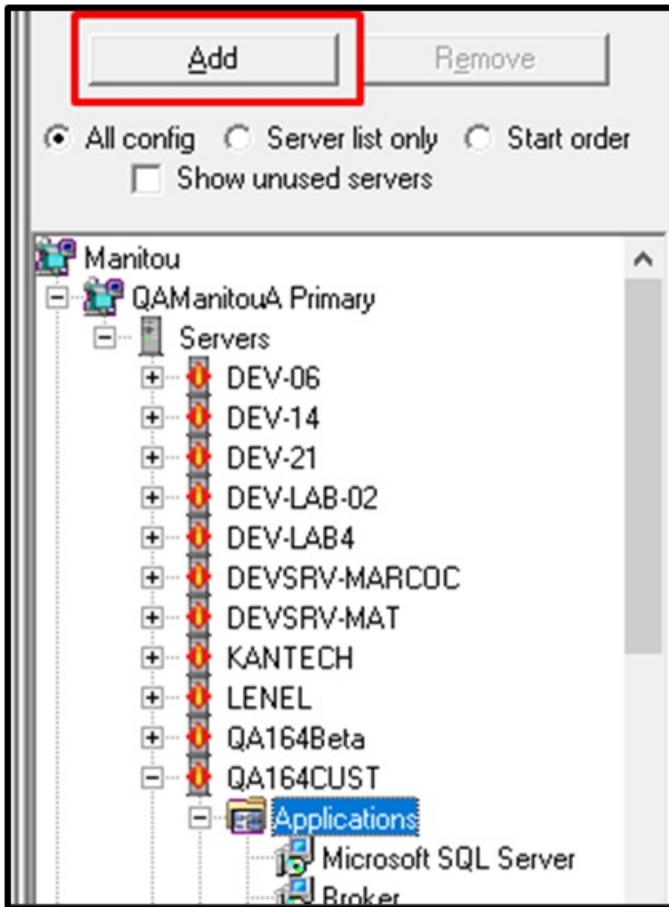 Add Remove
All config Server list only Start order
Show unused servers
Manitou
QAManitouA Primary
Servers
DEV-06
DEV-14
DEV-21
DEV-LAB-02
DEV-LAB4
DEVSRV-MARCOC
DEVSRV-MAT
KANTECH
LENEL
QA164Beta
QA164CUST
Applications
Microsoft SQL Server
Broker